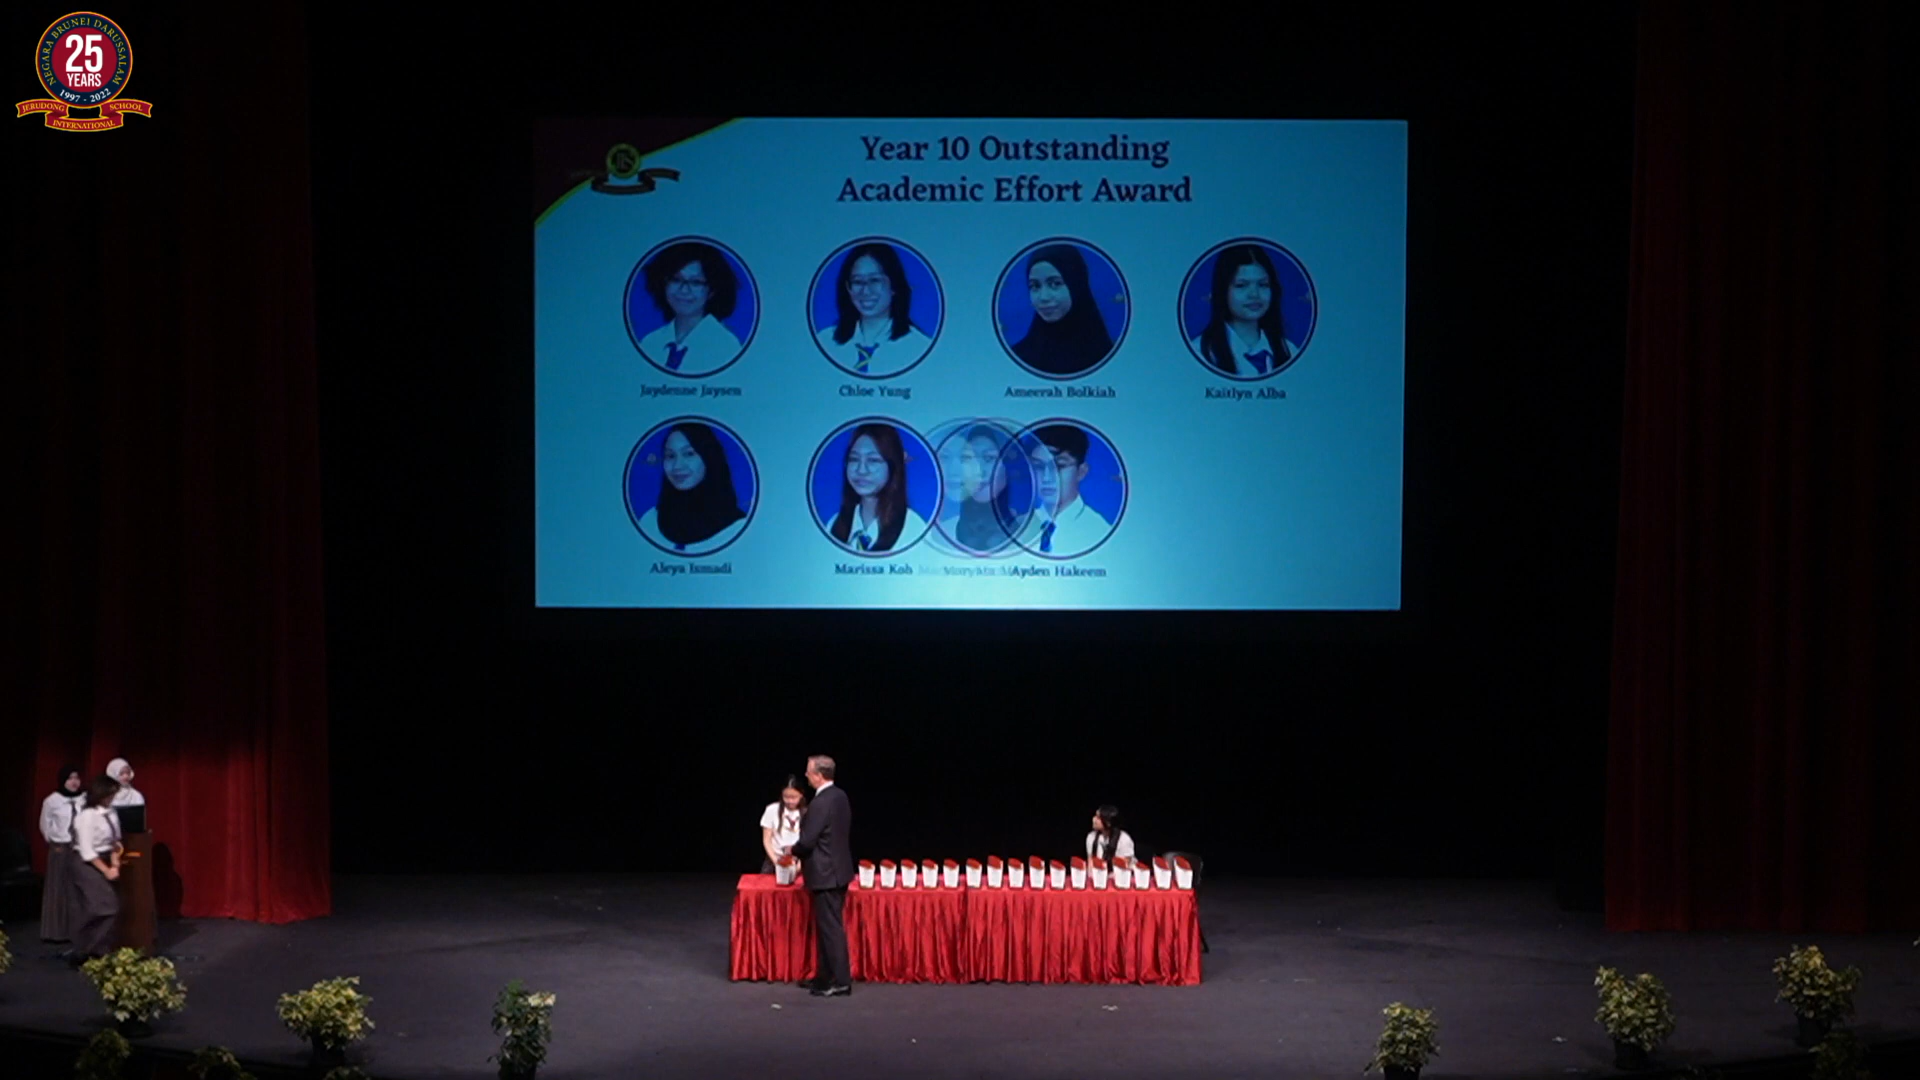 NEGARA BRUNEI DARUSSALAM
25
YEARS
1997 - 2022
JERUDONG
SCHOOL
INTERNATIONAL
Year 10 Outstanding
Academic Effort Award
Jaydenne Jaysen
Chloe Yung
Ameerah Bolkiah
Kaitlyn Alba
Aleya Ismadi
Marissa Koh
Ayden Hakeem